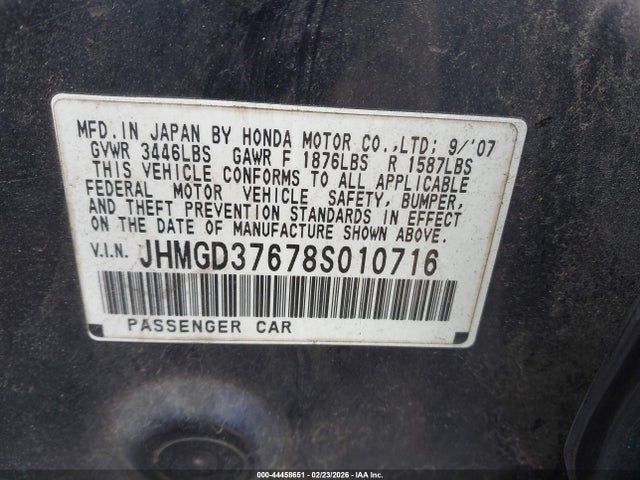 MFD. IN JAPAN BY HONDA MOTOR CO., LTD; 9/'07
GVWR 3446LBS GAWR F 1876LBS R 1587LBS
THIS VEHICLE CONFORMS TO ALL APPLICABLE
FEDERAL MOTOR VEHICLE SAFETY, BUMPER,
AND THEFT PREVENTION STANDARDS IN EFFECT
ON THE DATE OF MANUFACTURE SHOWN ABOVE.
V.I.N. JHMGD37678S010716
PASSENGER CAR
000-44458651 - 02/23/2026 - IAA Inc.